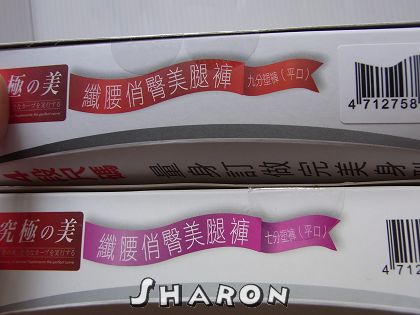 極の美
纖腰俏臀美腿褲
九分塑褲(平口)
4712758
量身訂做完美身
究極の美
纖腰俏臀美腿褲
七分塑褲(平口)
4712
SHARON